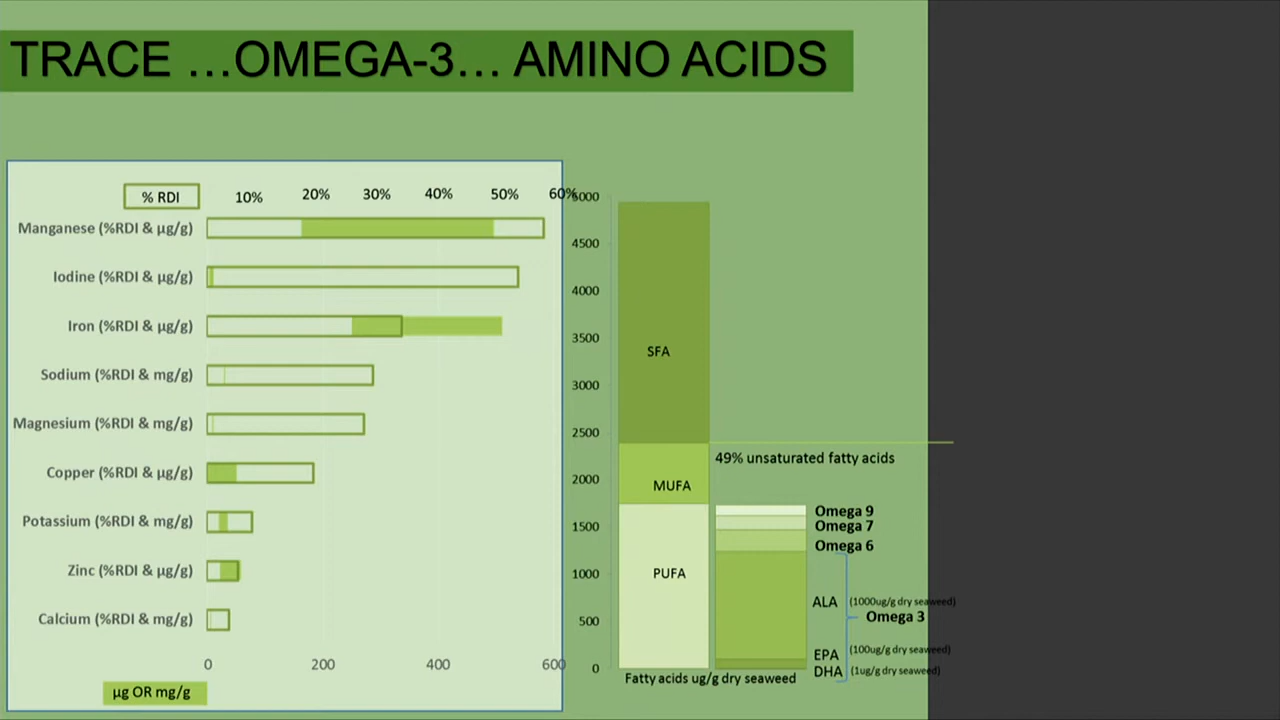 TRACE …OMEGA-3… AMINO ACIDS
% RDI 10% 20% 30% 40% 50% 60%
Manganese (%RDI & µg/g)
Iodine (%RDI & µg/g)
Iron (%RDI & µg/g)
Sodium (%RDI & mg/g)
Magnesium (%RDI & mg/g)
Copper (%RDI & µg/g)
Potassium (%RDI & mg/g)
Zinc (%RDI & µg/g)
Calcium (%RDI & mg/g)
0 200 400 600
µg OR mg/g
5000
4500
4000
3500
3000
2500
2000
1500
1000
500
0
SFA
MUFA
PUFA
49% unsaturated fatty acids
Omega 9
Omega 7
Omega 6
ALA (1000ug/g dry seaweed)
Omega 3
EPA (100ug/g dry seaweed)
DHA (1ug/g dry seaweed)
Fatty acids ug/g dry seaweed